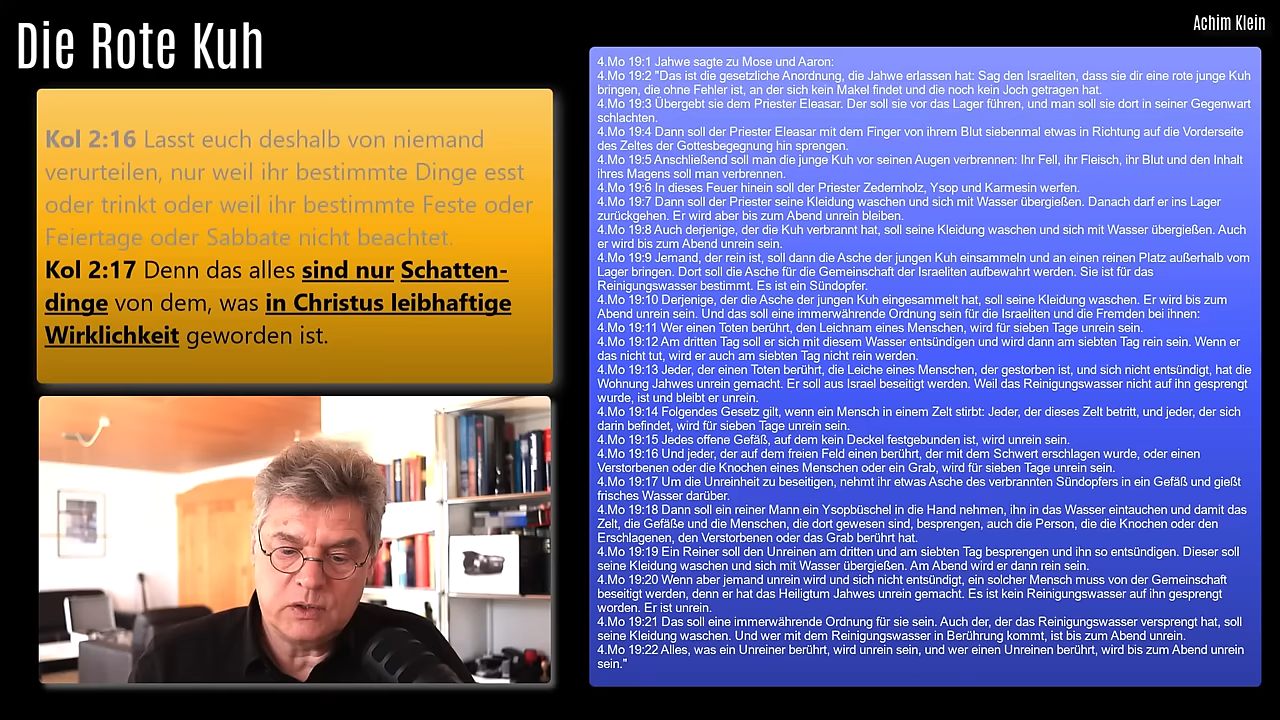 Die Rote Kuh
Achim Klein
Kol 2:16 Lasst euch deshalb von niemand
verurteilen, nur weil ihr bestimmte Dinge esst
oder trinkt oder weil ihr bestimmte Feste oder
Feiertage oder Sabbate nicht beachtet.
Kol 2:17 Denn das alles sind nur Schatten-
dinge von dem, was in Christus leibhaftige
Wirklichkeit geworden ist.
4.Mo 19:1 Jahwe sagte zu Mose und Aaron:
4.Mo 19:2 "Das ist die gesetzliche Anordnung, die Jahwe erlassen hat: Sag den Israeliten, dass sie dir eine rote junge Kuh
bringen, die ohne Fehler ist, an der sich kein Makel findet und die noch kein Joch getragen hat.
4.Mo 19:3 Übergebt sie dem Priester Eleasar. Der soll sie vor das Lager führen, und man soll sie dort in seiner Gegenwart
schlachten.
4.Mo 19:4 Dann soll der Priester Eleasar mit dem Finger von ihrem Blut siebenmal etwas in Richtung auf die Vorderseite
des Zeltes der Gottesbegegnung hin sprengen.
4.Mo 19:5 Anschließend soll man die junge Kuh vor seinen Augen verbrennen: Ihr Fell, ihr Fleisch, ihr Blut und den Inhalt
ihres Magens soll man verbrennen.
4.Mo 19:6 In dieses Feuer hinein soll der Priester Zedernholz, Ysop und Karmesin werfen.
4.Mo 19:7 Dann soll der Priester seine Kleidung waschen und sich mit Wasser übergießen. Danach darf er ins Lager
zurückgehen. Er wird aber bis zum Abend unrein bleiben.
4.Mo 19:8 Auch derjenige, der die Kuh verbrannt hat, soll seine Kleidung waschen und sich mit Wasser übergießen. Auch
er wird bis zum Abend unrein sein.
4.Mo 19:9 Jemand, der rein ist, soll dann die Asche der jungen Kuh einsammeln und an einen reinen Platz außerhalb vom
Lager bringen. Dort soll die Asche für die Gemeinschaft der Israeliten aufbewahrt werden. Sie ist für das
Reinigungswasser bestimmt. Es ist ein Sündopfer.
4.Mo 19:10 Derjenige, der die Asche der jungen Kuh eingesammelt hat, soll seine Kleidung waschen. Er wird bis zum
Abend unrein sein. Und das soll eine immerwährende Ordnung sein für die Israeliten und die Fremden bei ihnen:
4.Mo 19:11 Wer einen Toten berührt, den Leichnam eines Menschen, wird für sieben Tage unrein sein.
4.Mo 19:12 Am dritten Tag soll er sich mit diesem Wasser entsündigen und wird dann am siebten Tag rein sein. Wenn er
das nicht tut, wird er auch am siebten Tag nicht rein werden.
4.Mo 19:13 Jeder, der einen Toten berührt, die Leiche eines Menschen, der gestorben ist, und sich nicht entsündigt, hat die
Wohnung Jahwes unrein gemacht. Er soll aus Israel beseitigt werden. Weil das Reinigungswasser nicht auf ihn gesprengt
wurde, ist und bleibt er unrein.
4.Mo 19:14 Folgendes Gesetz gilt, wenn ein Mensch in einem Zelt stirbt: Jeder, der dieses Zelt betritt, und jeder, der sich
darin befindet, wird für sieben Tage unrein sein.
4.Mo 19:15 Jedes offene Gefäß, auf dem kein Deckel festgebunden ist, wird unrein sein.
4.Mo 19:16 Und jeder, der auf dem freien Feld einen berührt, der mit dem Schwert erschlagen wurde, oder einen
Verstorbenen oder die Knochen eines Menschen oder ein Grab, wird für sieben Tage unrein sein.
4.Mo 19:17 Um die Unreinheit zu beseitigen, nehmt ihr etwas Asche des verbrannten Sündopfers in ein Gefäß und gießt
frisches Wasser darüber.
4.Mo 19:18 Dann soll ein reiner Mann ein Ysopbüschel in die Hand nehmen, ihn in das Wasser eintauchen und damit das
Zelt, die Gefäße und die Menschen, die dort gewesen sind, besprengen, auch die Person, die die Knochen oder den
Erschlagenen, den Verstorbenen oder das Grab berührt hat.
4.Mo 19:19 Ein Reiner soll den Unreinen am dritten und am siebten Tag besprengen und ihn so entsündigen. Dieser soll
seine Kleidung waschen und sich mit Wasser übergießen. Am Abend wird er dann rein sein.
4.Mo 19:20 Wenn aber jemand unrein wird und sich nicht entsündigt, ein solcher Mensch muss von der Gemeinschaft
beseitigt werden, denn er hat das Heiligtum Jahwes unrein gemacht. Es ist kein Reinigungswasser auf ihn gesprengt
worden. Er ist unrein.
4.Mo 19:21 Das soll eine immerwährende Ordnung für sie sein. Auch der, der das Reinigungswasser versprengt hat, soll
seine Kleidung waschen. Und wer mit dem Reinigungswasser in Berührung kommt, ist bis zum Abend unrein.
4.Mo 19:22 Alles, was ein Unreiner berührt, wird unrein sein, und wer einen Unreinen berührt, wird bis zum Abend unrein
sein."